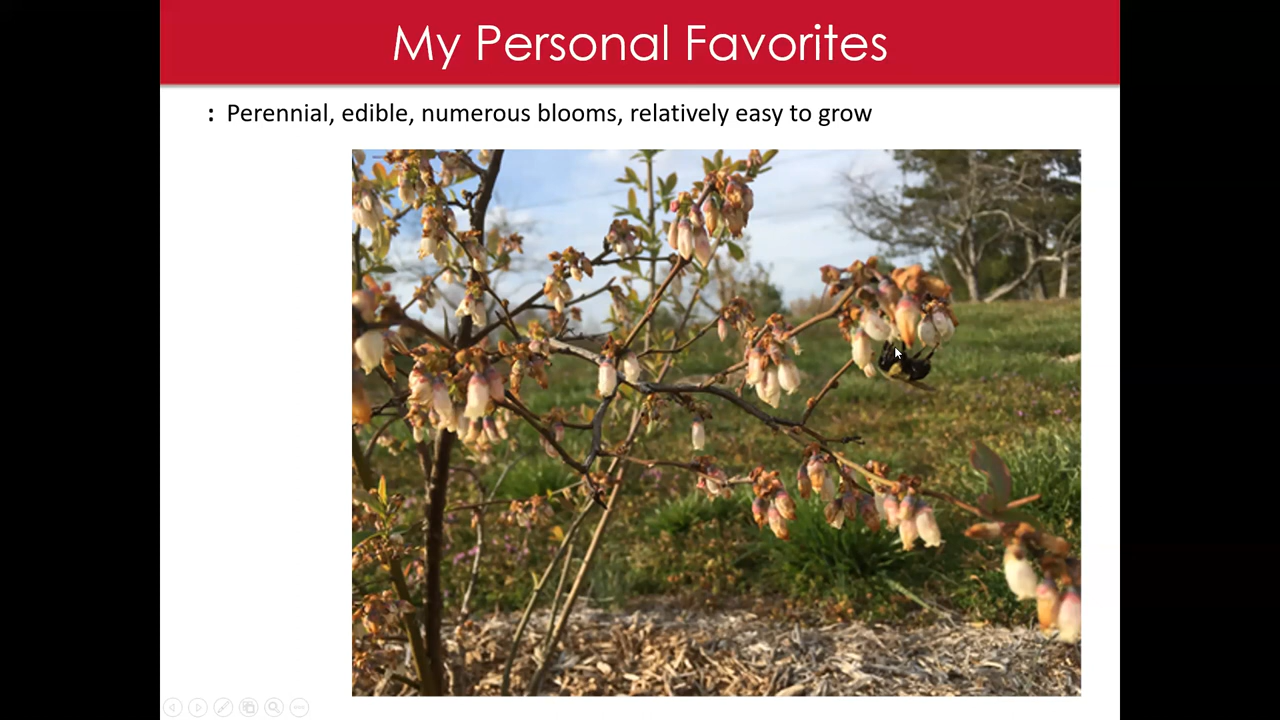 My Personal Favorites
: Perennial, edible, numerous blooms, relatively easy to grow